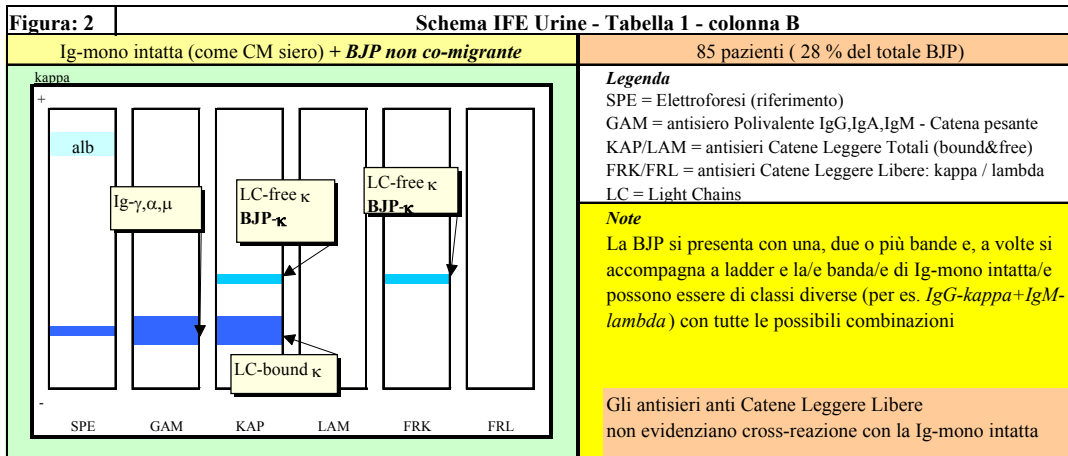 Figura: 2
Schema IFE Urine - Tabella 1 - colonna B
Ig-mono intatta (come CM siero) + BJP non co-migrante
85 pazienti ( 28 % del totale BJP)
kappa
+
alb
Ig-γ,α,μ
LC-free κ
BJP-κ
LC-free κ
BJP-κ
LC-bound κ
-
SPE GAM KAP LAM FRK FRL
Legenda
SPE = Elettroforesi (riferimento)
GAM = antisiero Polivalente IgG,IgA,IgM - Catena pesante
KAP/LAM = antisieri Catene Leggere Totali (bound&free)
FRK/FRL = antisieri Catene Leggere Libere: kappa / lambda
LC = Light Chains
Note
La BJP si presenta con una, due o più bande e, a volte si
accompagna a ladder e la/e banda/e di Ig-mono intatta/e
possono essere di classi diverse (per es. IgG-kappa+IgM-
lambda ) con tutte le possibili combinazioni
Gli antisieri anti Catene Leggere Libere
non evidenziano cross-reazione con la Ig-mono intatta